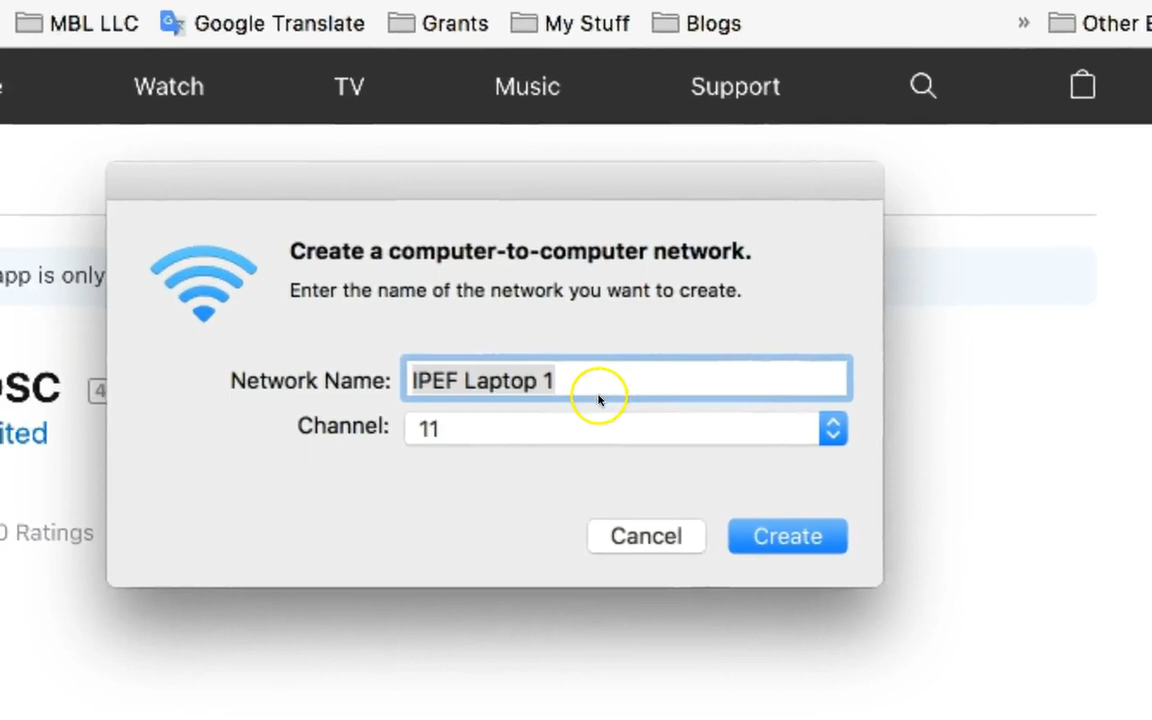 MBL LLC Google Translate Grants My Stuff Blogs » Other
Watch TV Music Support
Create a computer-to-computer network.
Enter the name of the network you want to create.
app is only
Network Name: IPEF Laptop 1
SC 4
Channel: 11
ited
0 Ratings
Cancel Create